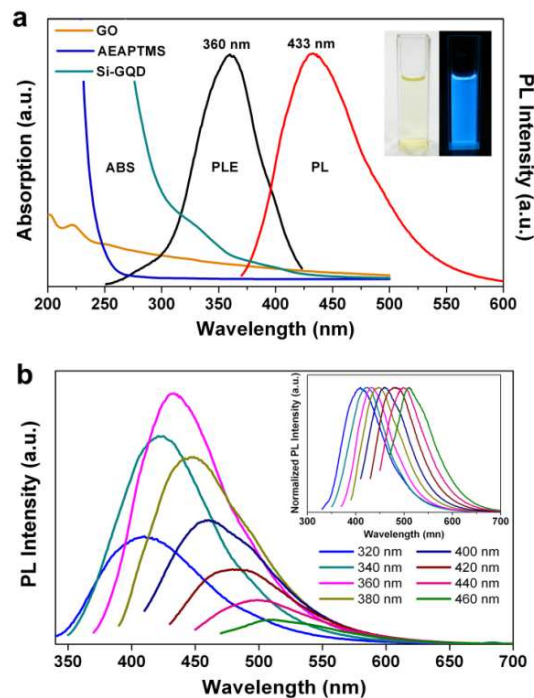 a
GO
AEAPTMS
Si-GQD
360 nm
433 nm
ABS
PLE
PL
Absorption (a.u.)
PL Intensity (a.u.)
200 250 300 350 400 450 500 550 600
Wavelength (nm)
b
PL Intensity (a.u.)
Normalized PL Intensity (a.u.)
300 400 500 600 700
Wavelength (mn)
320 nm 400 nm
340 nm 420 nm
360 nm 440 nm
380 nm 460 nm
350 400 450 500 550 600 650 700
Wavelength (nm)